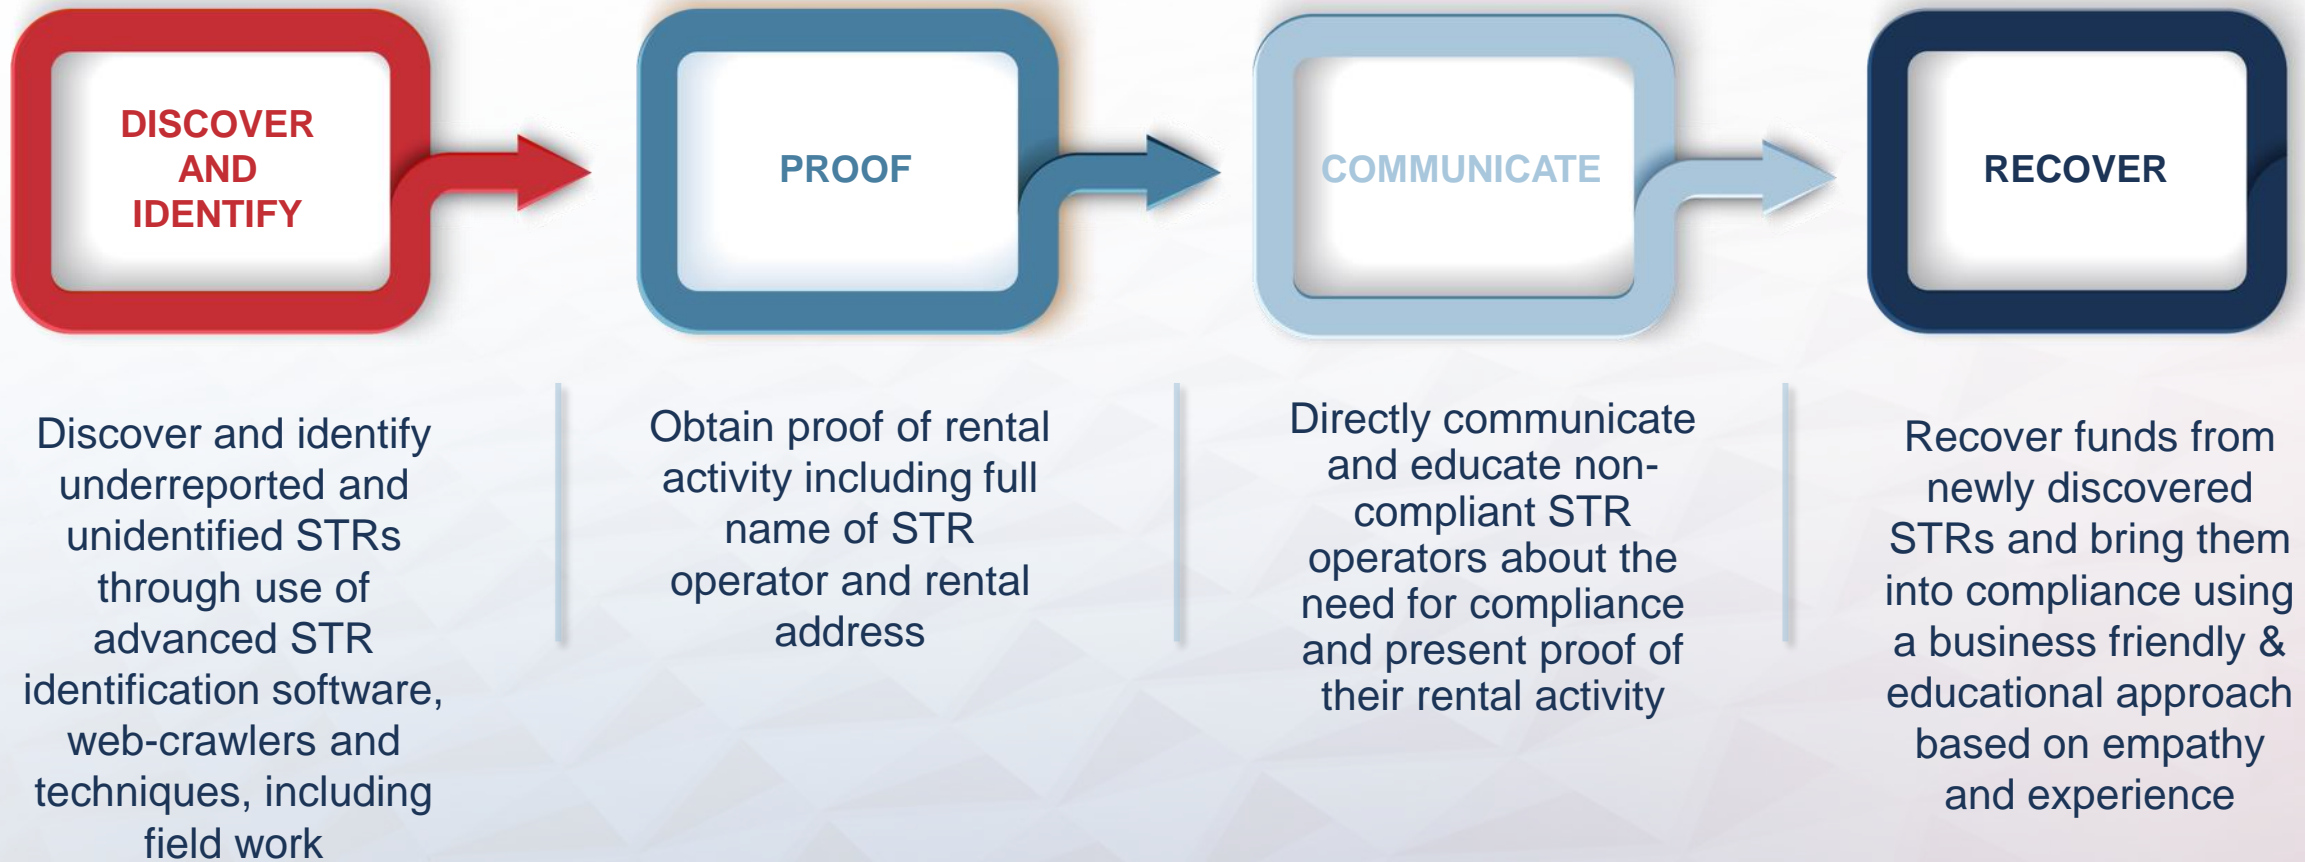 DISCOVER
AND
IDENTIFY
PROOF
COMMUNICATE
RECOVER
Discover and identify
underreported and
unidentified STRs
through use of
advanced STR
identification software,
web-crawlers and
techniques, including
field work
Obtain proof of rental
activity including full
name of STR
operator and rental
address
Directly communicate
and educate non-
compliant STR
operators about the
need for compliance
and present proof of
their rental activity
Recover funds from
newly discovered
STRs and bring them
into compliance using
a business friendly &
educational approach
based on empathy
and experience